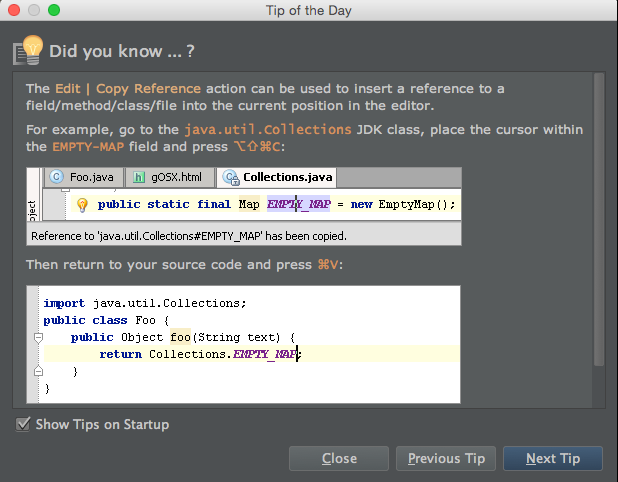 Tip of the Day
Did you know ... ?
The Edit | Copy Reference action can be used to insert a reference to a
field/method/class/file into the current position in the editor.
For example, go to the java.util.Collections JDK class, place the cursor within
the EMPTY-MAP field and press ⌥⇧⌘C:
Foo.java gOSX.html Collections.java
public static final Map EMPTY_MAP = new EmptyMap();
Reference to 'java.util.Collections#EMPTY_MAP' has been copied.
Then return to your source code and press ⌘V:
import java.util.Collections;
public class Foo {
public Object foo(String text) {
return Collections.EMPTY_MAP;
}
}
Show Tips on Startup
Close Previous Tip Next Tip